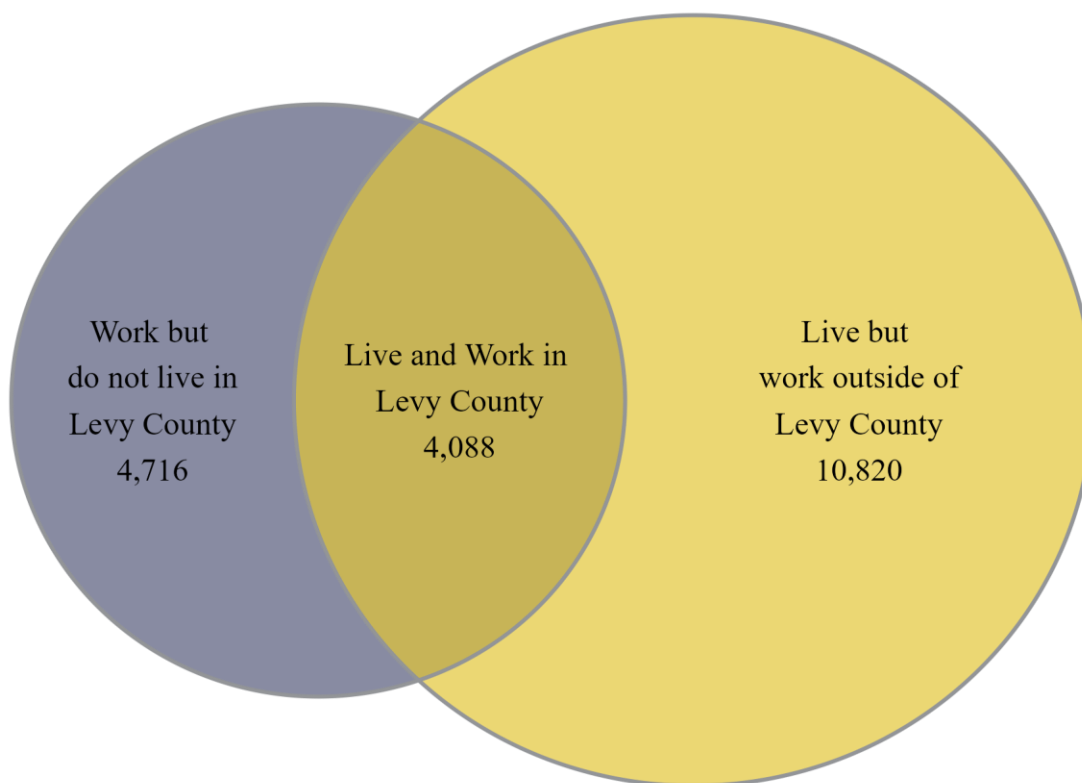 Work but
do not live in
Levy County
4,716
Live and Work in
Levy County
4,088
Live but
work outside of
Levy County
10,820